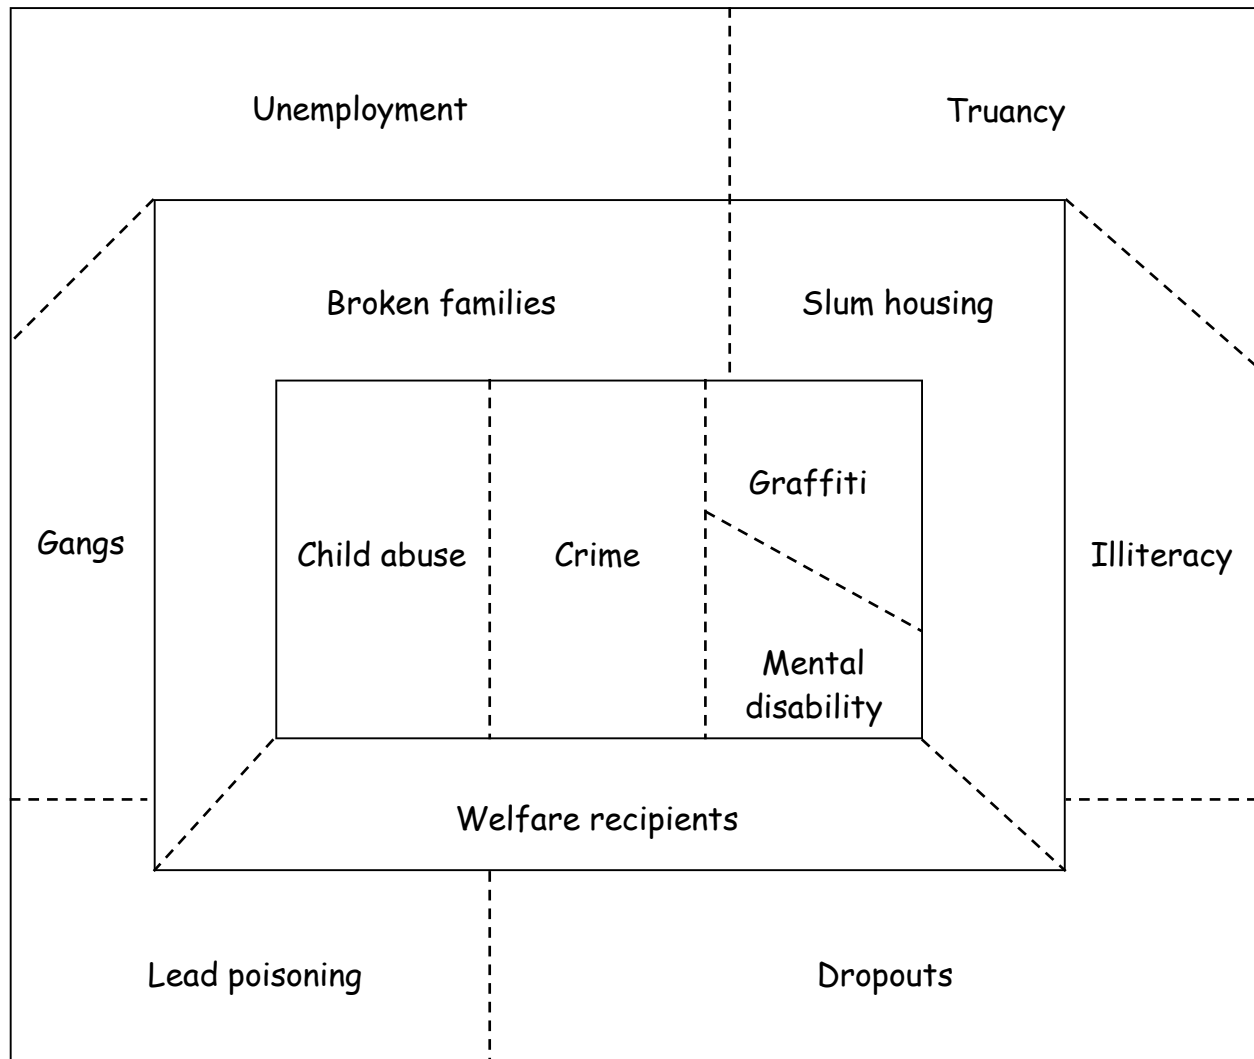 Unemployment
Truancy
Broken families
Slum housing
Graffiti
Gangs
Child abuse
Crime
Illiteracy
Mental
disability
Welfare recipients
Lead poisoning
Dropouts